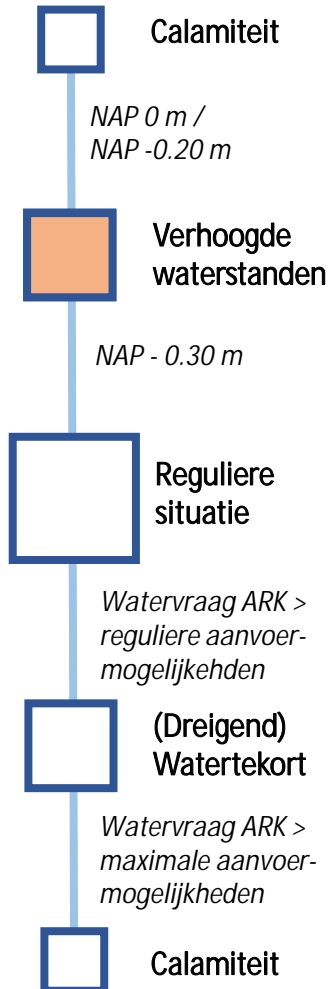 Calamiteit
NAP 0 m /
NAP -0.20 m
Verhoogde
waterstanden
NAP - 0.30 m
Reguliere
situatie
Watervraag ARK >
reguliere aanvoer-
mogelijkehden
(Dreigend)
Watertekort
Watervraag ARK >
maximale aanvoer-
mogelijkheden
Calamiteit